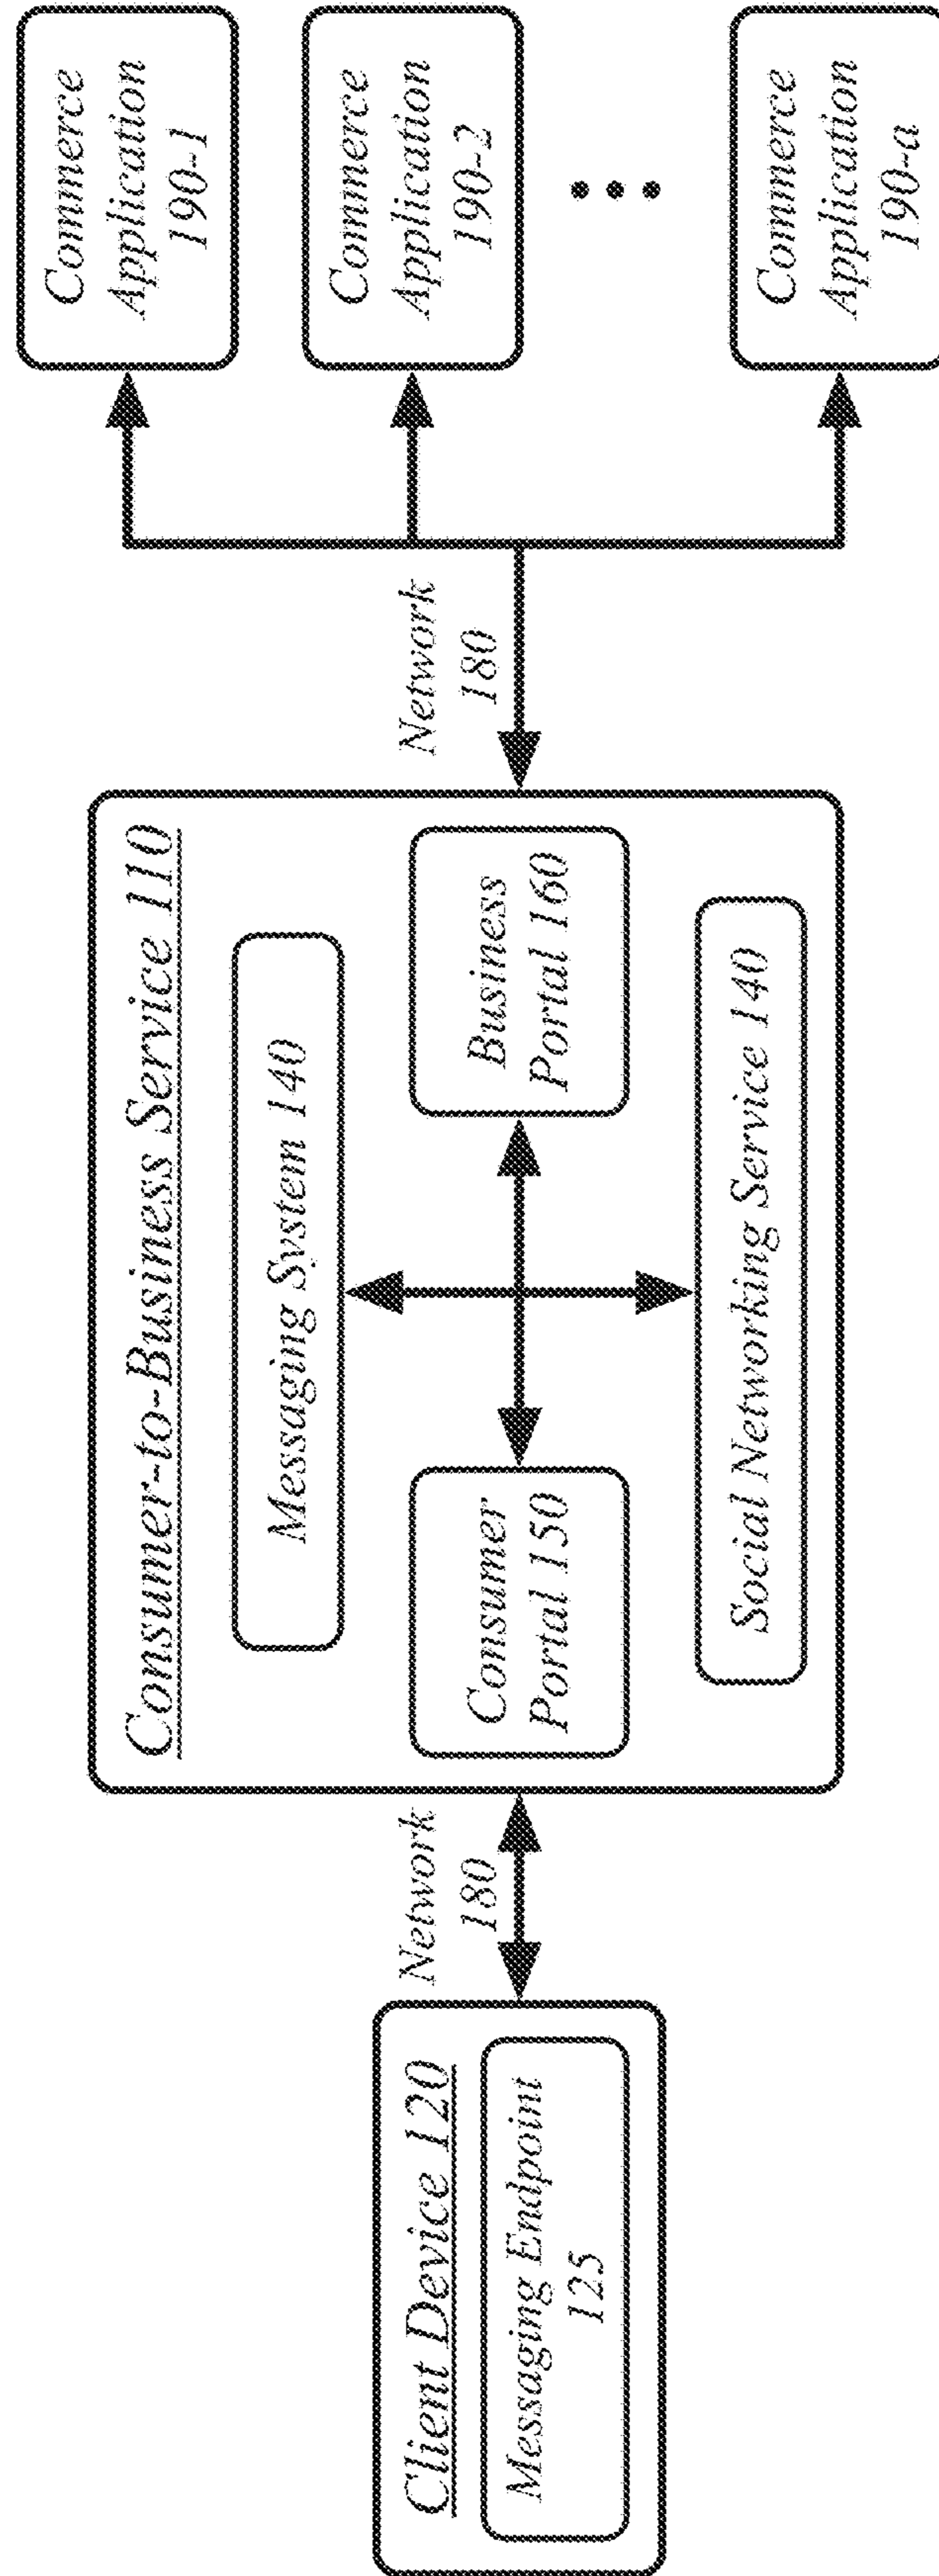 Client Device 120
Messaging Endpoint
125
Network
180
Consumer-to-Business Service 110
Messaging System 140
Consumer
Portal 150
Business
Portal 160
Social Networking Service 140
Network
180
Commerce
Application
190-1
Commerce
Application
190-2
Commerce
Application
190-a